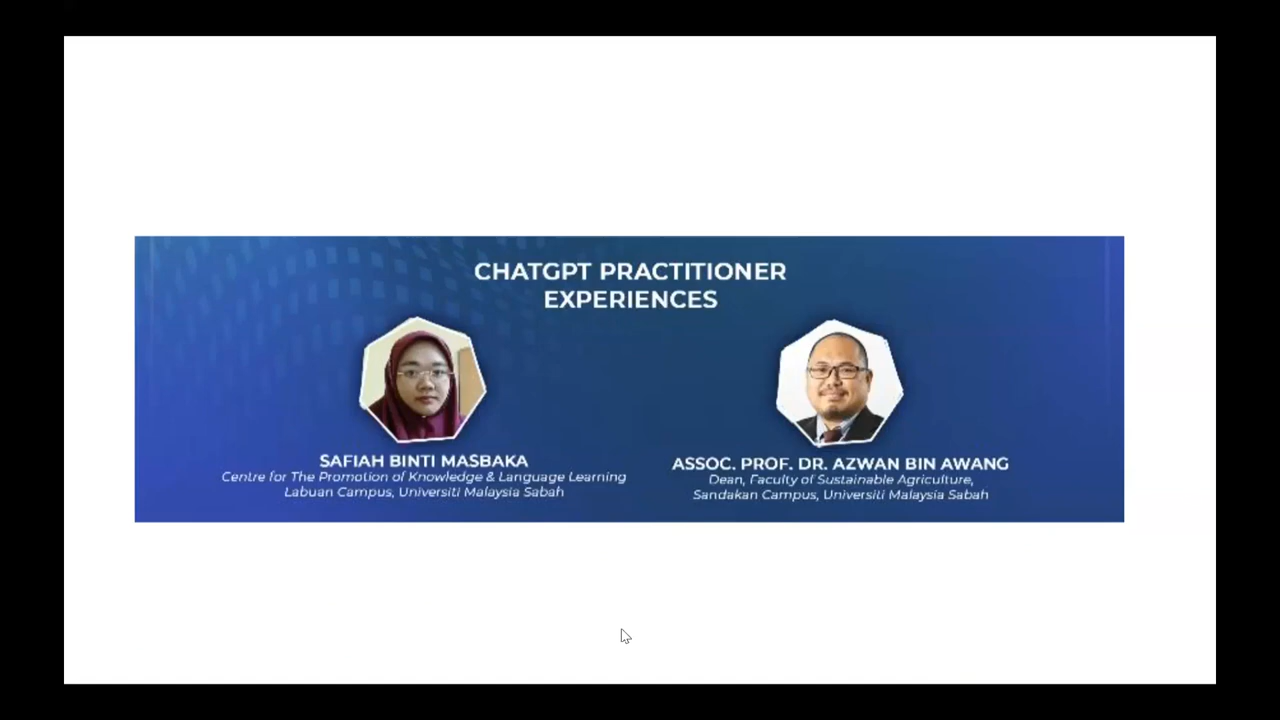 CHATGPT PRACTITIONER
EXPERIENCES
SAFIAH BINTI MASBAKA
Centre for The Promotion of Knowledge & Language Learning
Labuan Campus, Universiti Malaysia Sabah
ASSOC. PROF. DR. AZWAN BIN AWANG
Dean, Faculty of Sustainable Agriculture,
Sandakan Campus, Universiti Malaysia Sabah